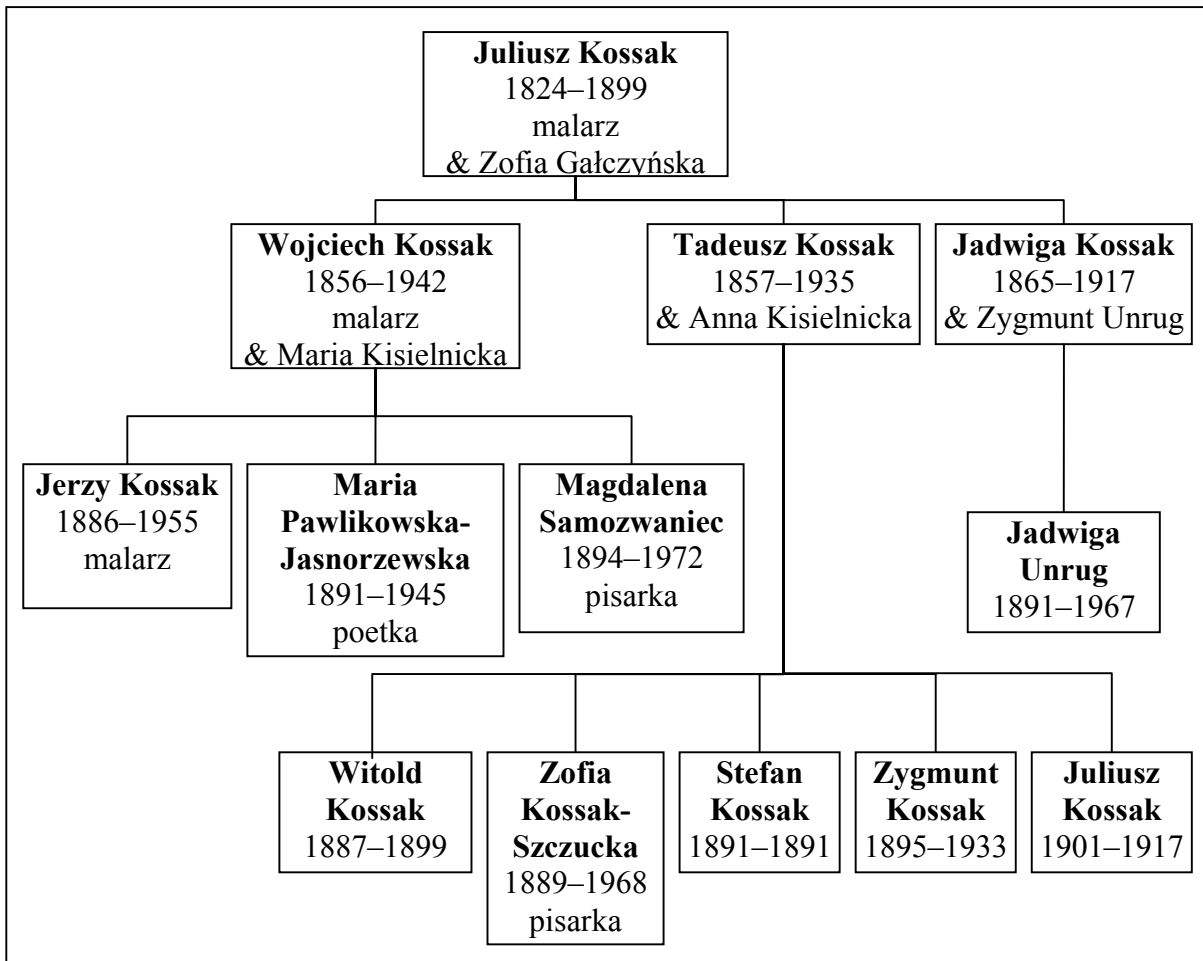 Juliusz Kossak
1824–1899
malarz
& Zofia Gałczyńska
Wojciech Kossak
1856–1942
malarz
& Maria Kisielnicka
Tadeusz Kossak
1857–1935
& Anna Kisielnicka
Jadwiga Kossak
1865–1917
& Zygmunt Unrug
Jerzy Kossak
1886–1955
malarz
Maria
Pawlikowska-
Jasnorzewska
1891–1945
poetka
Magdalena
Samozwaniec
1894–1972
pisarka
Jadwiga
Unrug
1891–1967
Witold
Kossak
1887–1899
Zofia
Kossak-
Szczucka
1889–1968
pisarka
Stefan
Kossak
1891–1891
Zygmunt
Kossak
1895–1933
Juliusz
Kossak
1901–1917